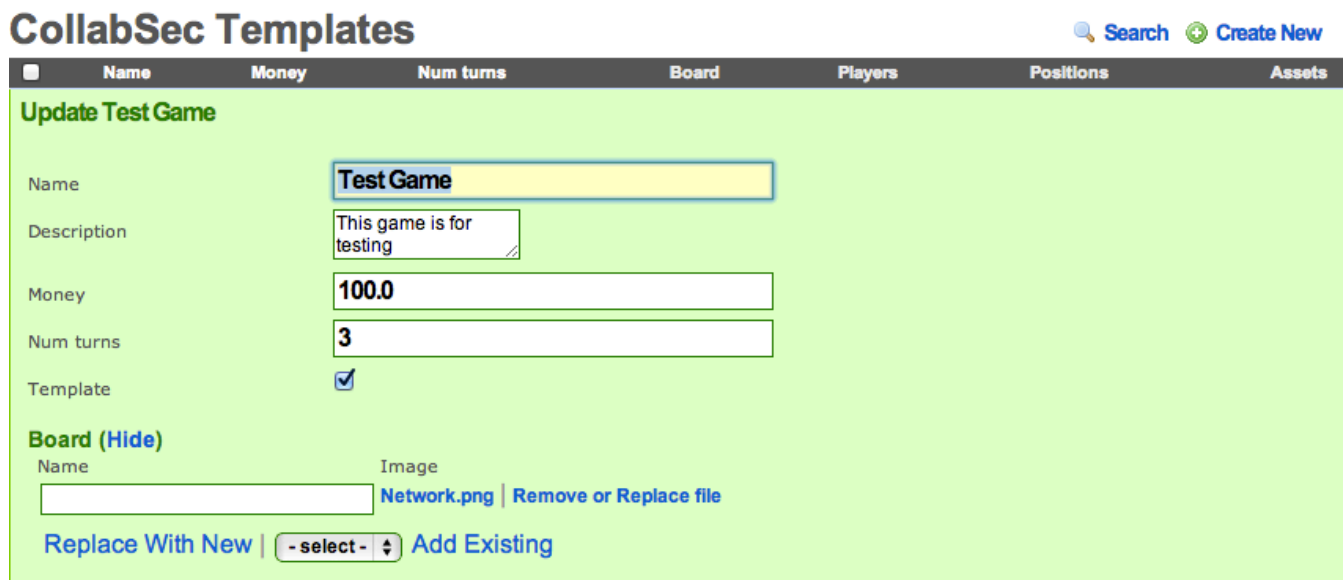 CollabSec Templates
Search Create New
Name Money Num turns Board Players Positions Assets
Update Test Game
Name Test Game
Description This game is for
testing
Money 100.0
Num turns 3
Template
Board (Hide)
Name Image
Network.png | Remove or Replace file
Replace With New | - select - Add Existing